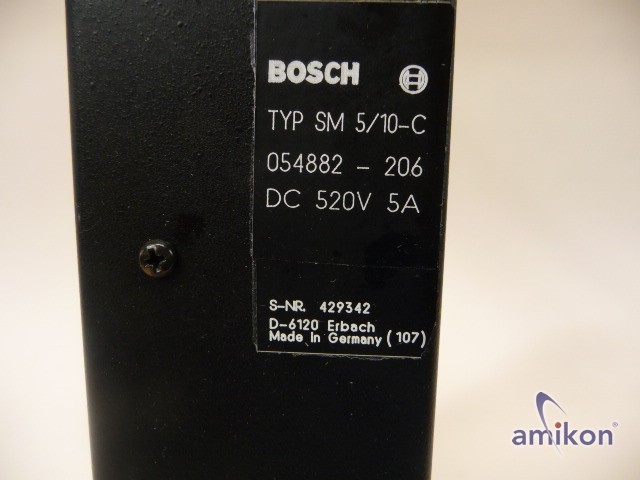 BOSCH
TYP SM 5/10-C
054882 - 206
DC 520V 5A
S-NR. 429342
D-6120 Erbach
Made in Germany (107)
amikon®